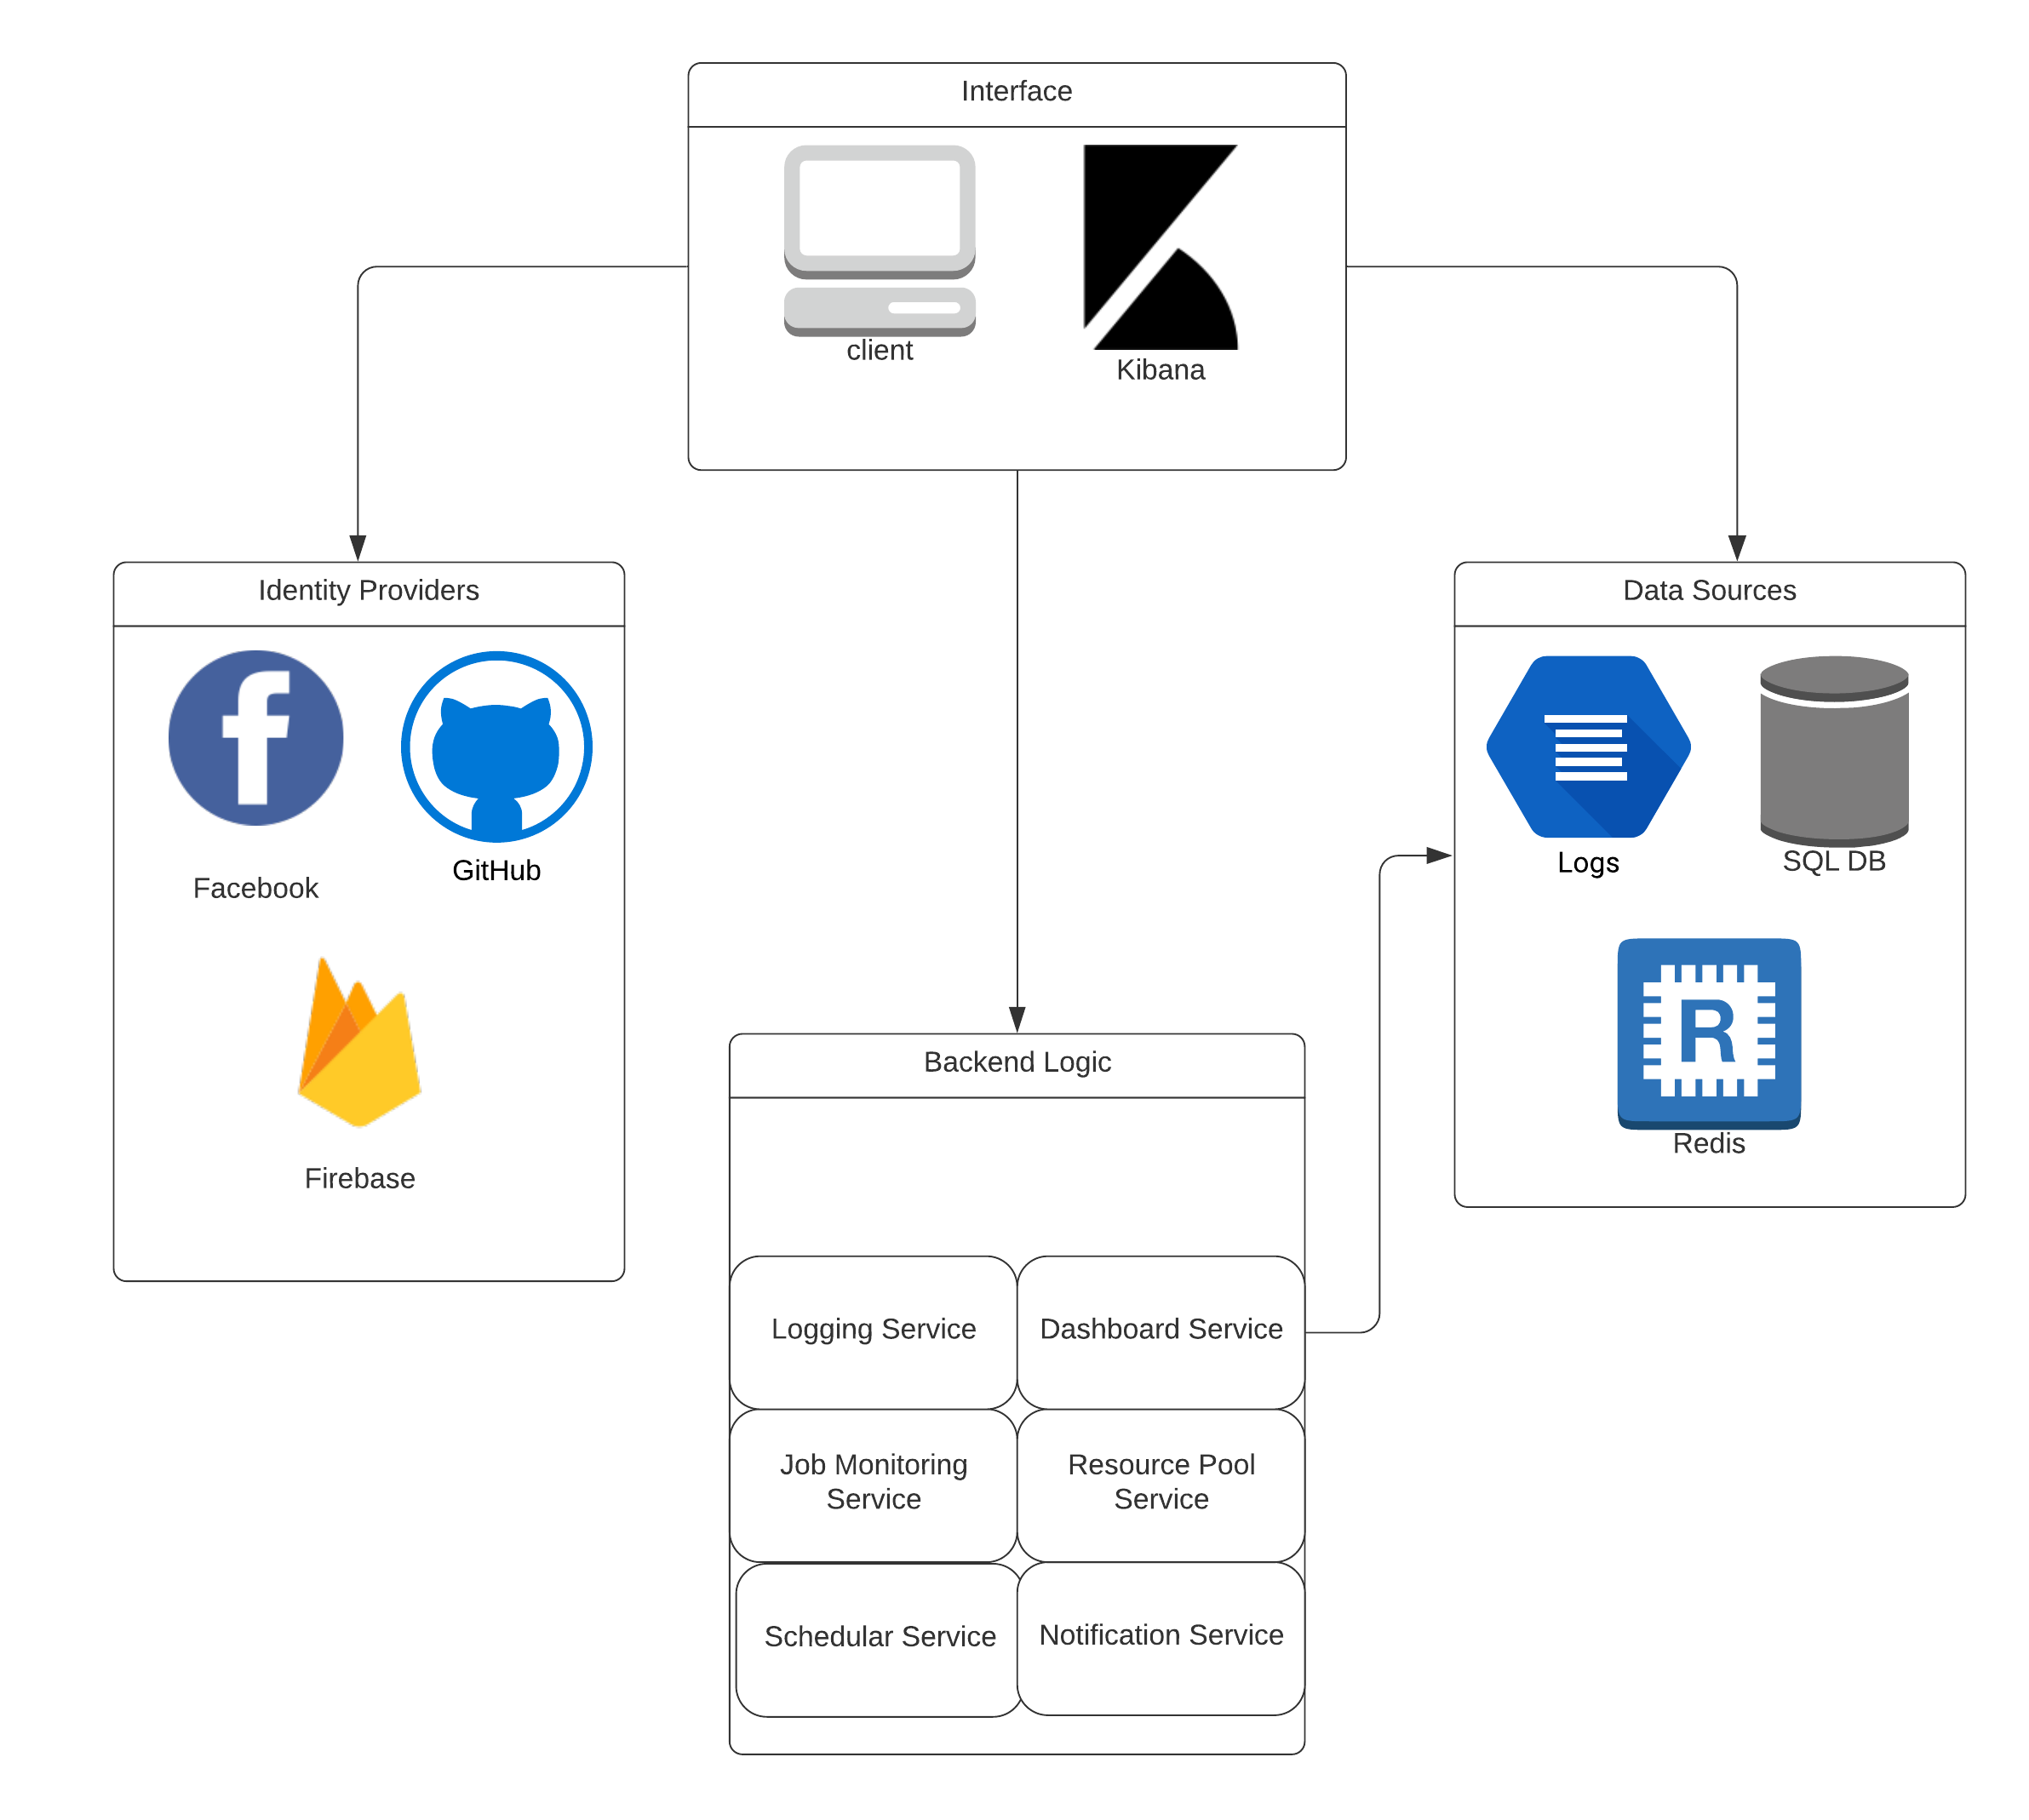 Interface
client
Kibana
Identity Providers
Facebook
GitHub
Firebase
Data Sources
Logs
SQL DB
R
Redis
Backend Logic
Logging Service
Dashboard Service
Job Monitoring
Service
Resource Pool
Service
Schedular Service
Notification Service